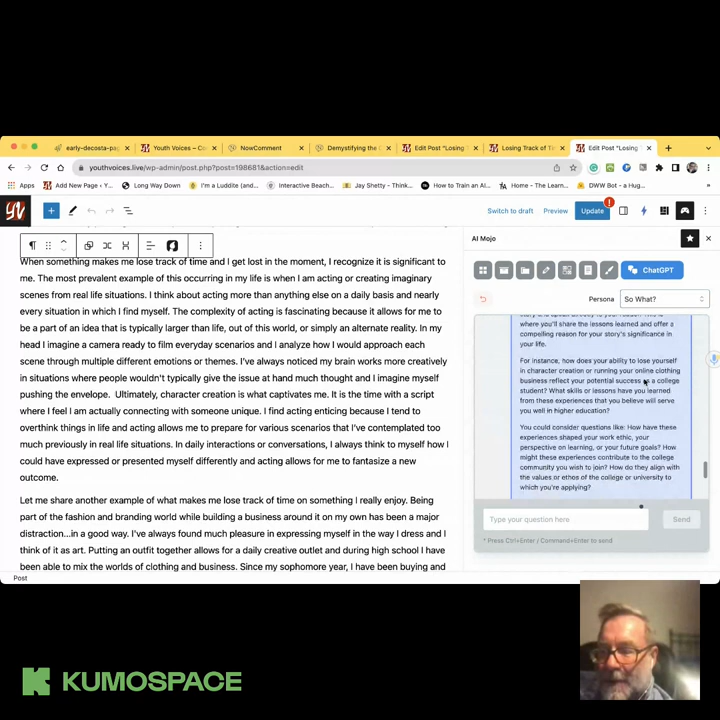 early-decosta-pag
Youth Voices – Co
NowComment
Demystifying the D
Edit Post "Losing T
Losing Track of Tim
Edit Post "Losing
youthvoices.live/wp-admin/post.php?post=198681&action=edit
Apps
Add New Page ‹ Y
Long Way Down
I'm a Luddite (and
Interactive Beach
Jay Shetty - Think
How to Train an AI
Home - The Learn
DWW Bot - a Hug
Switch to draft
Preview
Update
AI Mojo
ChatGPT
Persona
So What?
When something makes me lose track of time and I get lost in the moment, I recognize it is significant to
me. The most prevalent example of this occurring in my life is when I am acting or creating imaginary
scenes from real life situations. I think about acting more than anything else on a daily basis and nearly
every situation in which I find myself. The complexity of acting is fascinating because it allows for me to
be a part of an idea that is typically larger than life, out of this world, or simply an alternate reality. In my
head I imagine a camera ready to film everyday scenarios and I analyze how I would approach each
scene through multiple different emotions or themes. I've always noticed my brain works more creatively
in situations where people wouldn't typically give the issue at hand much thought and I imagine myself
pushing the envelope. Ultimately, character creation is what captivates me. It is the time with a script
where I feel I am actually connecting with someone unique. I find acting enticing because I tend to
overthink things in life and acting allows for me to prepare for various scenarios that I've contemplated too
much previously in real life situations. In daily interactions or conversations, I always think to myself how I
could have expressed or presented myself differently and acting allows for me to fantasize a new
outcome.
Let me share another example of what makes me lose track of time on something I really enjoy. Being
part of the fashion and branding world while building a business around it on my own has been a major
distraction...in a good way. I've always found much pleasure in expressing myself in the way I dress and I
think of it as art. Putting an outfit together allows for a daily creative outlet and during high school I have
been able to mix the worlds of clothing and business. Since my sophomore year, I have been buying and
where you'll share the lessons learned and offer a
compelling reason for your story's significance in
your life.
For instance, how does your ability to lose yourself
in character creation or running your online clothing
business reflect your potential success as a college
student? What skills or lessons have you learned
from these experiences that you believe will serve
you well in higher education?
You could consider questions like: How have these
experiences shaped your work ethic, your
perspective on learning, or your future goals? How
might these experiences contribute to the college
community you wish to join? How do they align with
the values or ethos of the college or university to
which you're applying?
Type your question here
Send
* Press Ctrl+Enter / Command+Enter to send
Post
KUMOSPACE